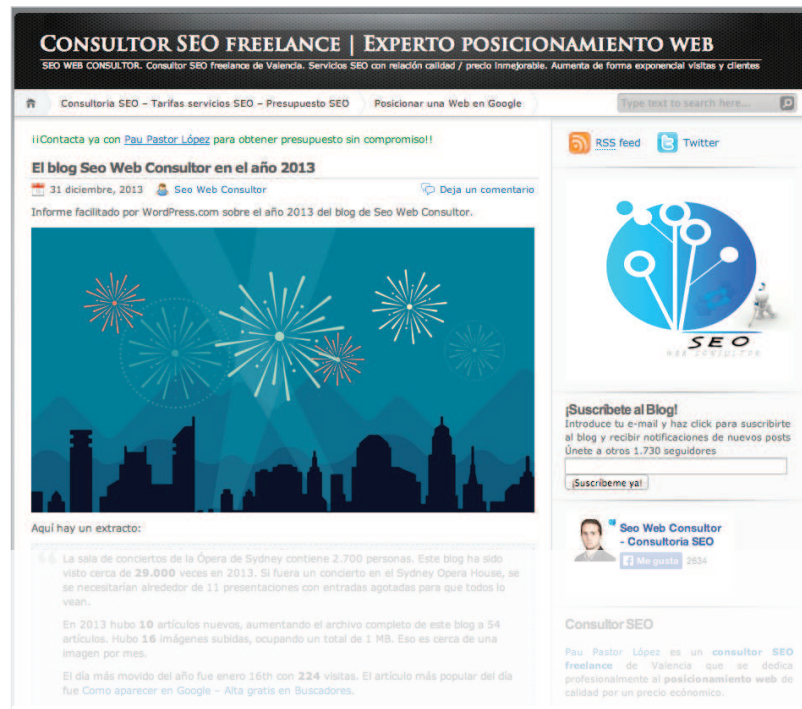 CONSULTOR SEO FREELANCE | EXPERTO POSICIONAMIENTO WEB
SEO WEB CONSULTOR. Consultor SEO freelance de Valencia. Servicios SEO con relación calidad / precio inmejorable. Aumenta de forma exponencial visitas y clientes
Consultoria SEO – Tarifas servicios SEO – Presupuesto SEO
Posicionar una Web en Google
Type text to search here...
¡¡Contacta ya con Pau Pastor López para obtener presupuesto sin compromiso!!
El blog Seo Web Consultor en el año 2013
31 diciembre, 2013
Seo Web Consultor
Deja un comentario
Informe facilitado por WordPress.com sobre el año 2013 del blog de Seo Web Consultor.
Aquí hay un extracto:
La sala de conciertos de la Ópera de Sydney contiene 2.700 personas. Este blog ha sido
visto cerca de 29.000 veces en 2013. Si fuera un concierto en el Sydney Opera House, se
se necesitarían alrededor de 11 presentaciones con entradas agotadas para que todos lo
vean.
En 2013 hubo 10 artículos nuevos, aumentando el archivo completo de este blog a 54
artículos. Hubo 16 imágenes subidas, ocupando un total de 1 MB. Eso es cerca de una
imagen por mes.
El día más movido del año fue enero 16th con 224 visitas. El artículo más popular del día
fue Como aparecer en Google – Alta gratis en Buscadores.
RSS feed
Twitter
SEO
WEB CONSULTOR
¡Suscríbete al Blog!
Introduce tu e-mail y haz click para suscribirte
al blog y recibir notificaciones de nuevos posts
Únete a otros 1.730 seguidores
¡Suscríbeme ya!
Seo Web Consultor
- Consultoria SEO
Me gusta 2634
Consultor SEO
Pau Pastor López es un consultor SEO
freelance de Valencia que se dedica
profesionalmente al posicionamiento web de
calidad por un precio económico.